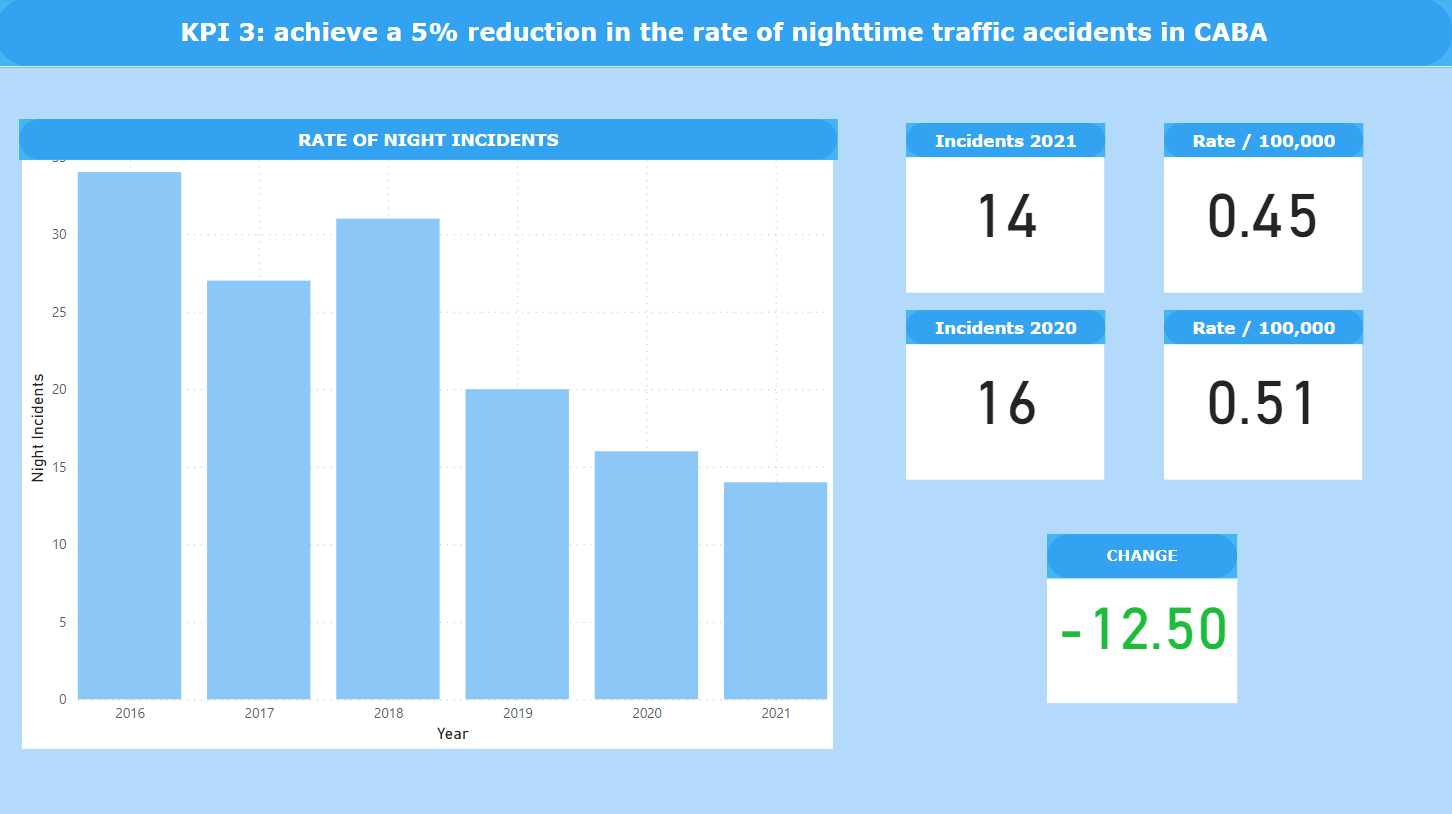 KPI 3: achieve a 5% reduction in the rate of nighttime traffic accidents in CABA
RATE OF NIGHT INCIDENTS
30
25
20
15
10
5
0
Night Incidents
2016 2017 2018 2019 2020 2021
Year
Incidents 2021
14
Rate / 100,000
0.45
Incidents 2020
16
Rate / 100,000
0.51
CHANGE
-12.50